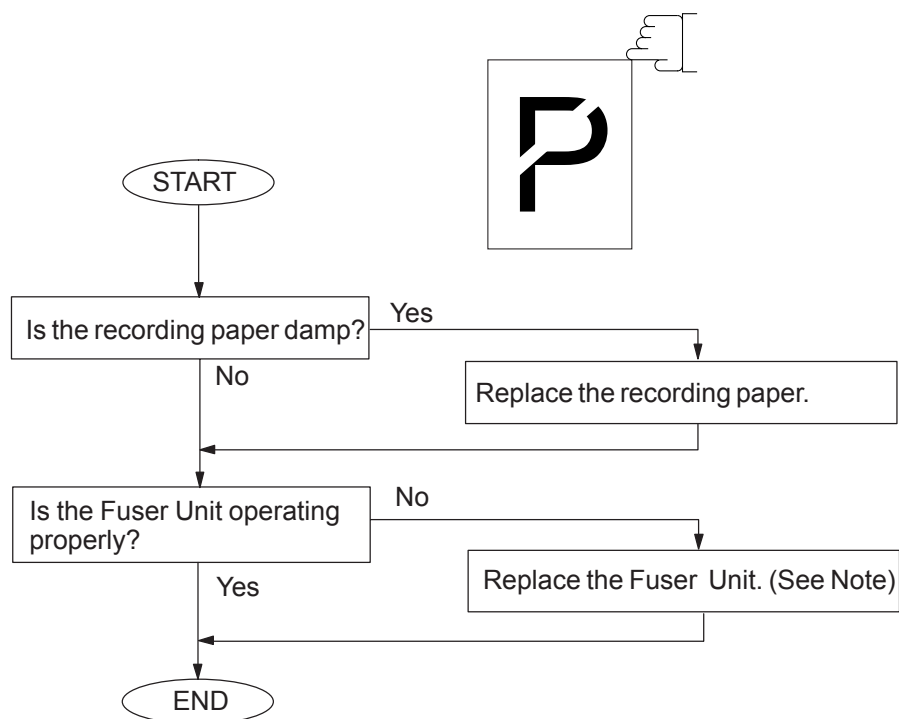 P
START
Is the recording paper damp?
Yes
No
Replace the recording paper.
Is the Fuser Unit operating
properly?
No
Yes
Replace the Fuser Unit. (See Note)
END